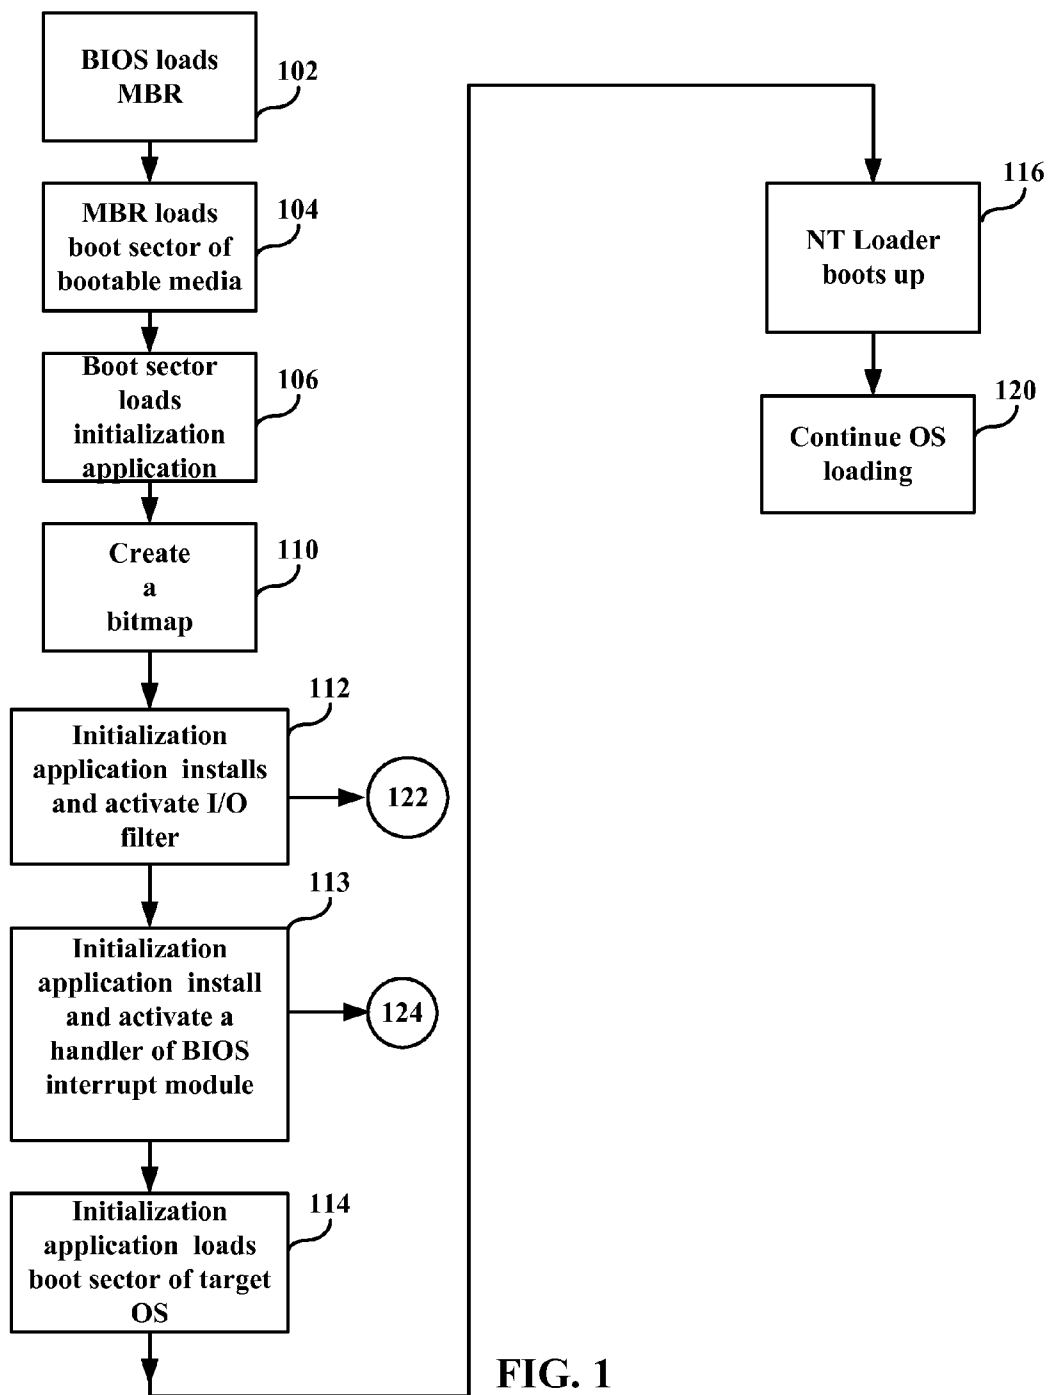 BIOS loads
MBR
102
MBR loads
boot sector of
bootable media
104
Boot sector
loads
initialization
application
106
Create
a
bitmap
110
Initialization
application installs
and activate I/O
filter
112
122
Initialization
application install
and activate a
handler of BIOS
interrupt module
113
124
Initialization
application loads
boot sector of target
OS
114
NT Loader
boots up
116
Continue OS
loading
120
FIG. 1